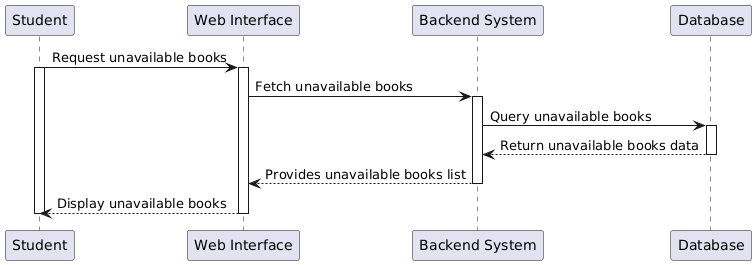 Student
Web Interface
Backend System
Database
Request unavailable books
Fetch unavailable books
Query unavailable books
Return unavailable books data
Provides unavailable books list
Display unavailable books
Student
Web Interface
Backend System
Database